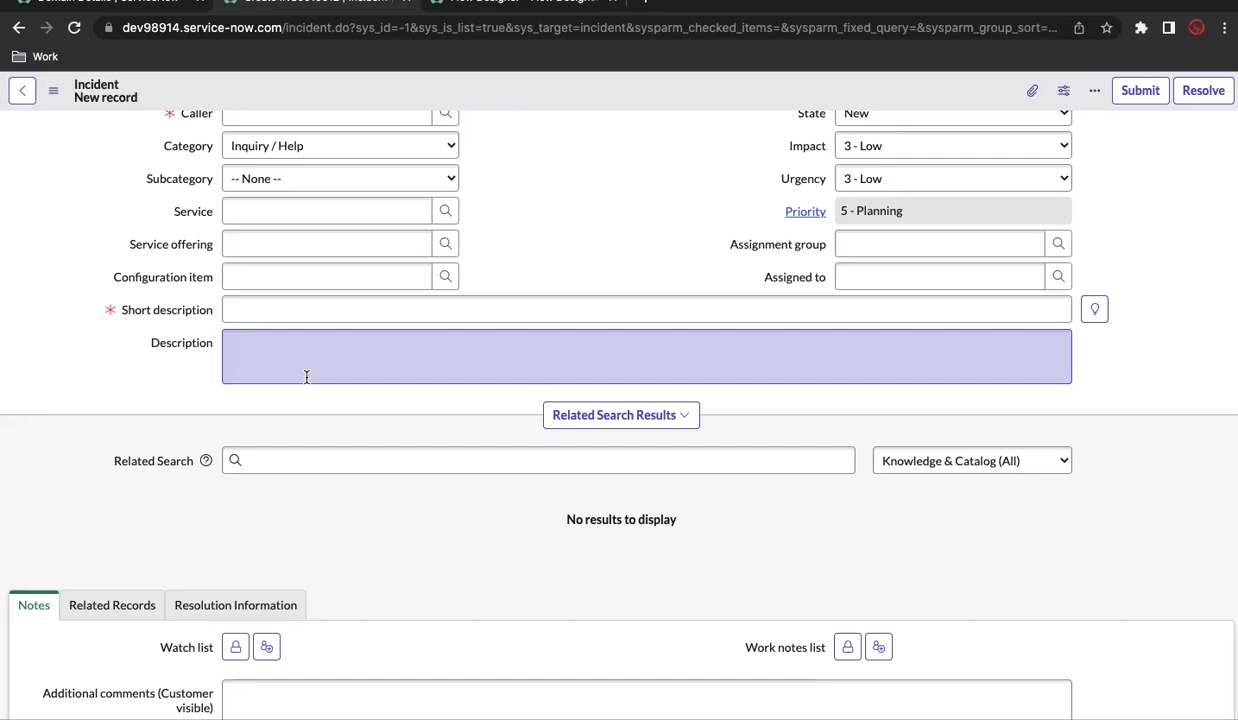 dev98914.service-now.com/incident.do?sys_id=-1&sys_is_list=true&sys_target=incident&sysparm_checked_items=&sysparm_fixed_query=&sysparm_group_sort=...
Work
Incident
New record
Submit
Resolve
Caller
State
New
Category
Inquiry / Help
Impact
3 - Low
Subcategory
-- None --
Urgency
3 - Low
Service
Priority
5 - Planning
Service offering
Assignment group
Configuration item
Assigned to
Short description
Description
Related Search Results
Related Search
Knowledge & Catalog (All)
No results to display
Notes
Related Records
Resolution Information
Watch list
Work notes list
Additional comments (Customer
visible)